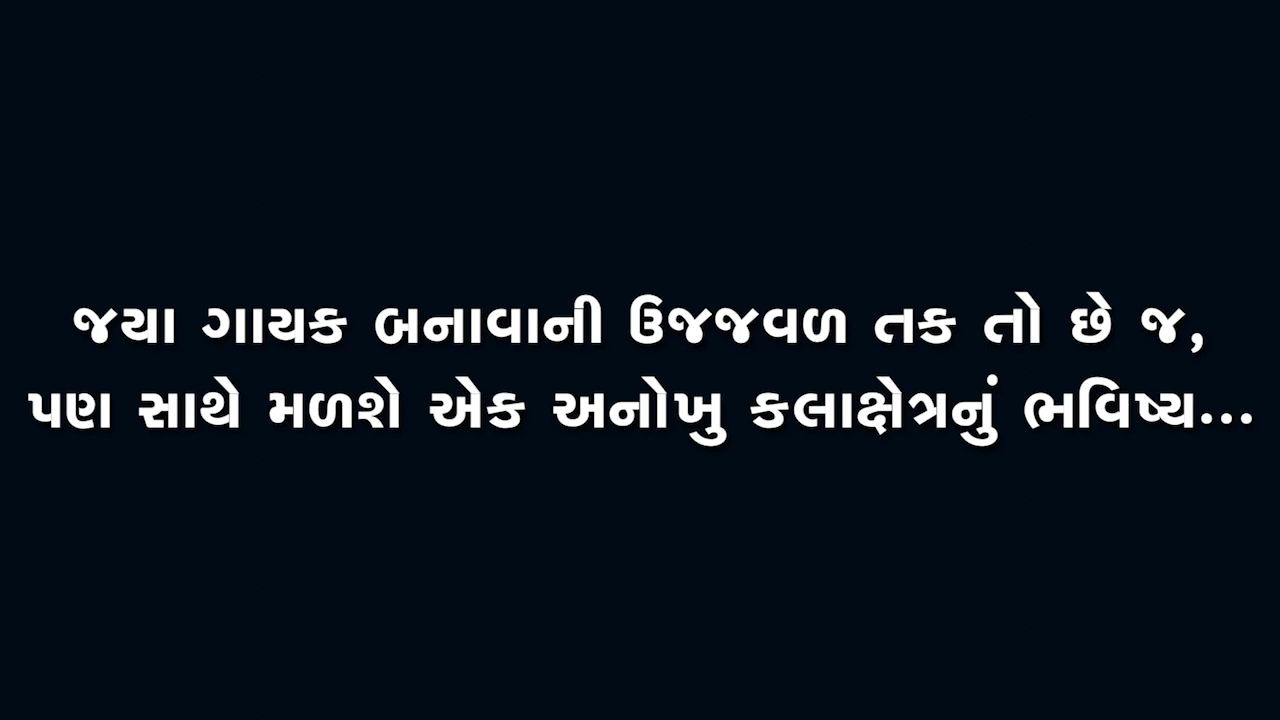 જયા ગાયક બનાવાની ઉજજવળ તક તો છે જ,
પણ સાથે મળશે એક અનોખુ કલાક્ષેત્રનું ભવિષ્ય...